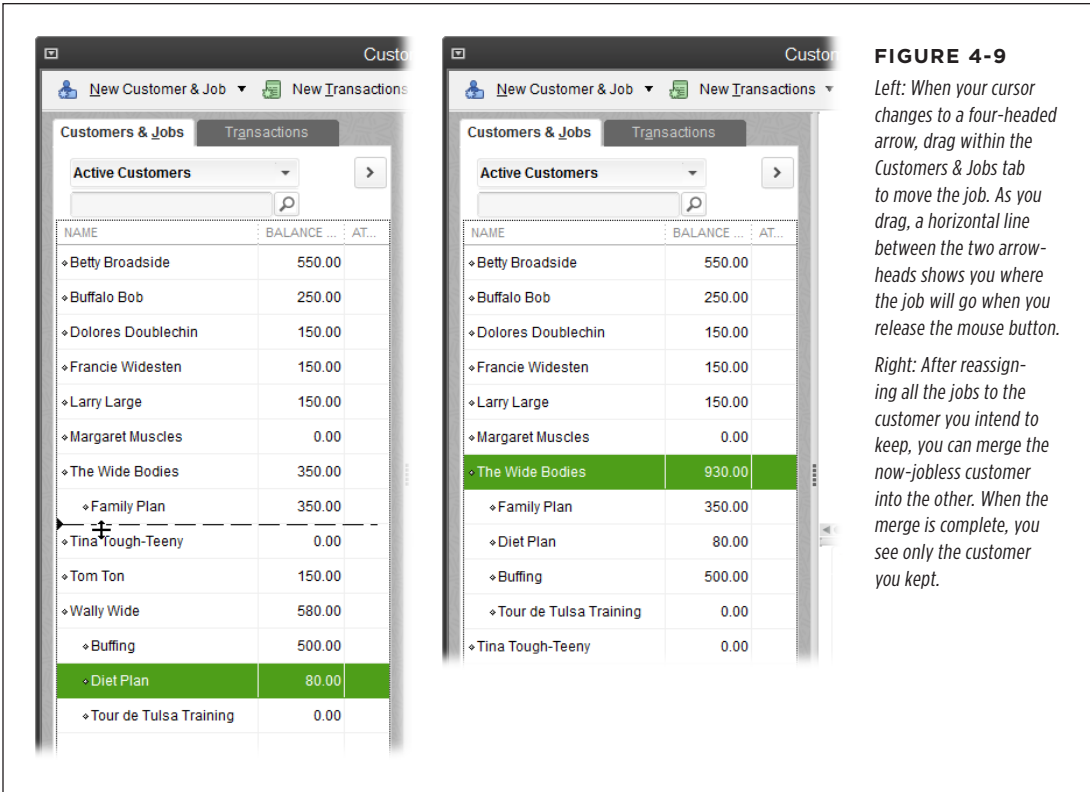 Custo
New Customer & Job New Transactions
Customers & Jobs Transactions
Active Customers
NAME BALANCE ... AT...
Betty Broadside 550.00
Buffalo Bob 250.00
Dolores Doublechin 150.00
Francie Widesten 150.00
Larry Large 150.00
Margaret Muscles 0.00
The Wide Bodies 350.00
Family Plan 350.00
Tina Tough-Teeny 0.00
Tom Ton 150.00
Wally Wide 580.00
Buffing 500.00
Diet Plan 80.00
Tour de Tulsa Training 0.00
Custon
New Customer & Job New Transactions
Customers & Jobs Transactions
Active Customers
NAME BALANCE ... AT...
Betty Broadside 550.00
Buffalo Bob 250.00
Dolores Doublechin 150.00
Francie Widesten 150.00
Larry Large 150.00
Margaret Muscles 0.00
The Wide Bodies 930.00
Family Plan 350.00
Diet Plan 80.00
Buffing 500.00
Tour de Tulsa Training 0.00
Tina Tough-Teeny 0.00
FIGURE 4-9
Left: When your cursor
changes to a four-headed
arrow, drag within the
Customers & Jobs tab
to move the job. As you
drag, a horizontal line
between the two arrow-
heads shows you where
the job will go when you
release the mouse button.
Right: After reassign-
ing all the jobs to the
customer you intend to
keep, you can merge the
now-jobless customer
into the other. When the
merge is complete, you
see only the customer
you kept.